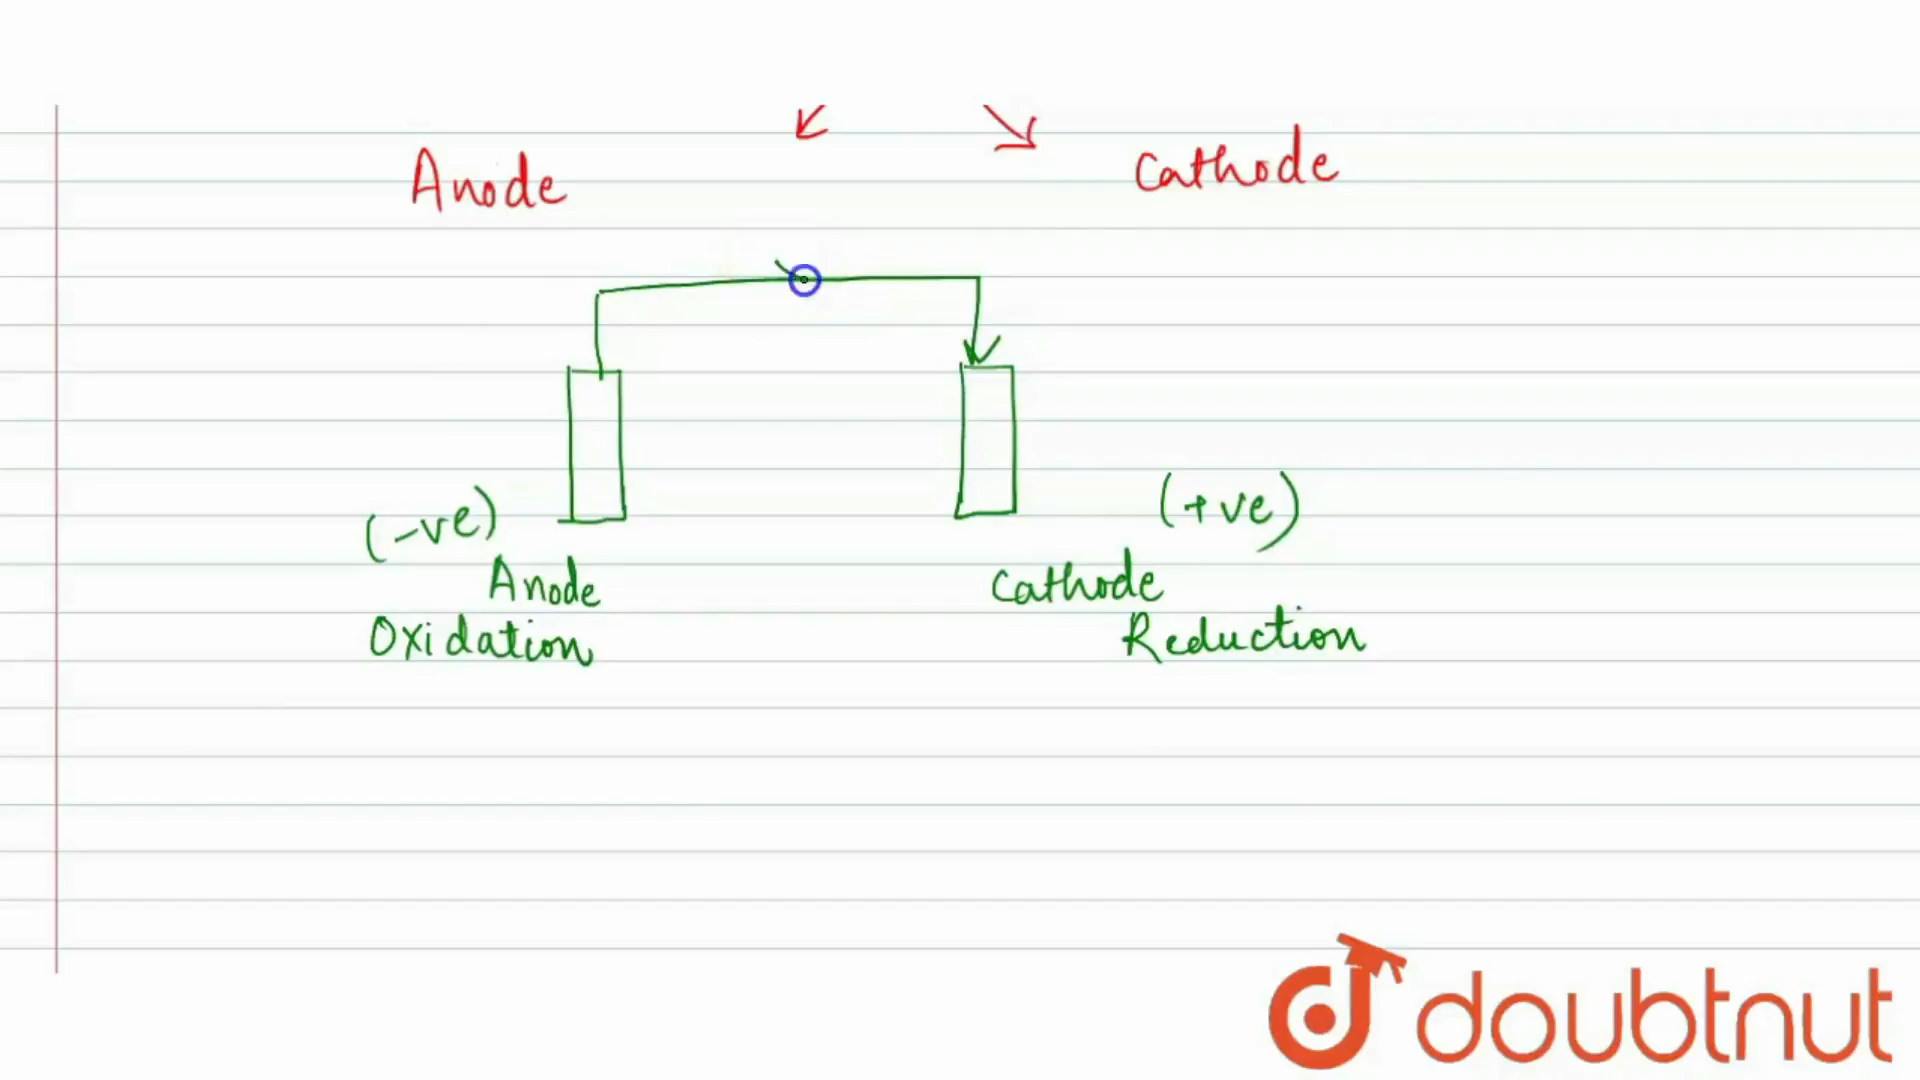 Anode
Cathode
(-ve)
(+ve)
Anode
Cathode
Oxidation
Reduction
doubtnut